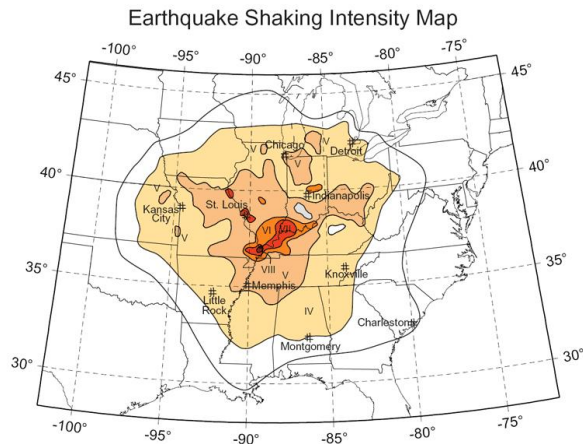 Earthquake Shaking Intensity Map
-100° -95° -90° -85° -80° -75°
45° 45°
V Chicago V IV Detroit
V
40° 40°
V
Kansas City
St. Louis
Indianapolis
V
VI VII
VIII
V
35° 35°
Knoxville
Memphis
Little Rock
IV
Charleston
Montgomery
30° 30°
-100° -95° -90° -85° -80° -75°